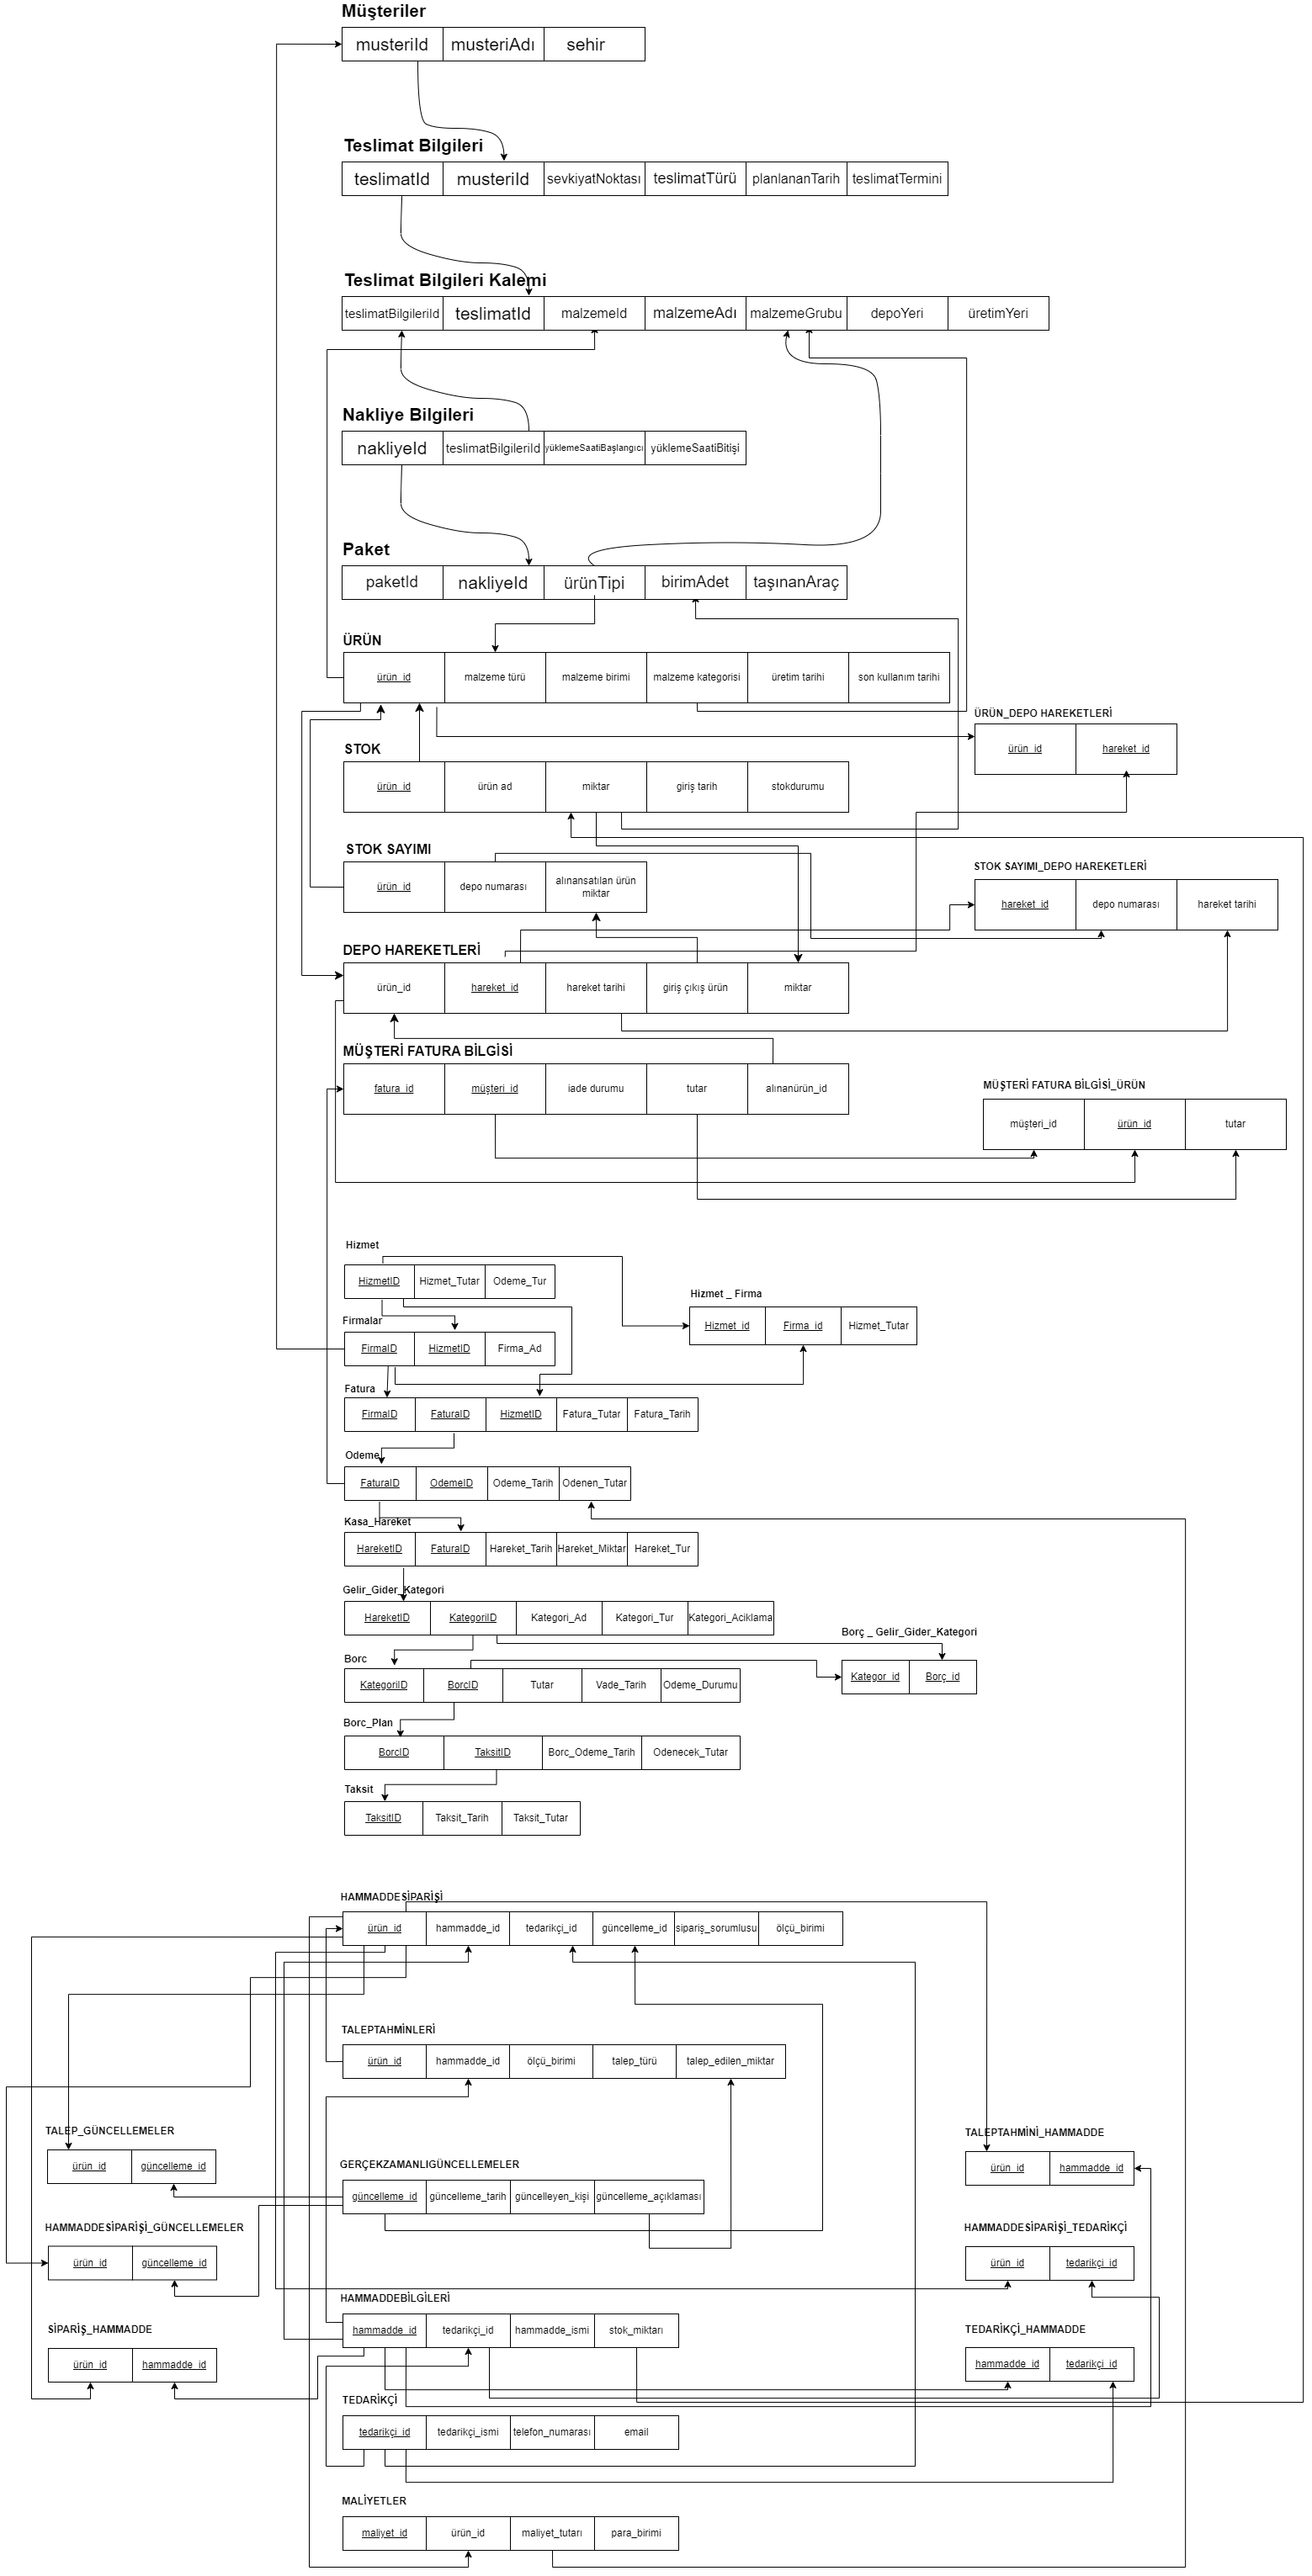 Müşteriler
musteriId musteriAdı sehir
Teslimat Bilgileri
teslimatId musteriId sevkiyatNoktası teslimatTürü planlananTarih teslimatTermini
Teslimat Bilgileri Kalemi
teslimatBilgileriId teslimatId malzemeId malzemeAdı malzemeGrubu depoYeri üretimYeri
Nakliye Bilgileri
nakliyeId teslimatBilgileriId yüklemeSaatiBaşlangıcı yüklemeSaatiBitişi
Paket
paketId nakliyeId ürünTipi birimAdet taşınanAraç
ÜRÜN
ürün_id malzeme türü malzeme birimi malzeme kategorisi üretim tarihi son kullanım tarihi
ÜRÜN_DEPO HAREKETLERİ
ürün_id hareket_id
STOK
ürün_id ürün ad miktar giriş tarih stokdurumu
STOK SAYIMI
ürün_id depo numarası alınansatılan ürün
miktar
STOK SAYIMI_DEPO HAREKETLERİ
hareket_id depo numarası hareket tarihi
DEPO HAREKETLERİ
ürün_id hareket_id hareket tarihi giriş çıkış ürün miktar
MÜŞTERİ FATURA BİLGİSİ
fatura_id müşteri_id iade durumu tutar alınanürün_id
MÜŞTERİ FATURA BİLGİSİ_ÜRÜN
müşteri_id ürün_id tutar
Hizmet
HizmetID Hizmet_Tutar Odeme_Tur
Hizmet _ Firma
Hizmet_id Firma_id Hizmet_Tutar
Firmalar
FirmaID HizmetID Firma_Ad
Fatura
FirmaID FaturaID HizmetID Fatura_Tutar Fatura_Tarih
Odeme
FaturaID OdemeID Odeme_Tarih Odenen_Tutar
Kasa_Hareket
HareketID FaturaID Hareket_Tarih Hareket_Miktar Hareket_Tur
Gelir_Gider_Kategori
HareketID KategoriID Kategori_Ad Kategori_Tur Kategori_Aciklama
Borç _ Gelir_Gider_Kategori
Kategor_id Borç_id
Borc
KategoriID BorcID Tutar Vade_Tarih Odeme_Durumu
Borc_Plan
BorcID TaksitID Borc_Odeme_Tarih Odenecek_Tutar
Taksit
TaksitID Taksit_Tarih Taksit_Tutar
HAMMADDESİPARİŞİ
ürün_id hammadde_id tedarikçi_id güncelleme_id sipariş_sorumlusu ölçü_birimi
TALEPTAHMİNLERİ
ürün_id hammadde_id ölçü_birimi talep_türü talep_edilen_miktar
TALEP_GÜNCELLEMELER
ürün_id güncelleme_id
TALEPTAHMİNİ_HAMMADDE
ürün_id hammadde_id
GERÇEKZAMANLIGÜNCELLEMELER
güncelleme_id güncelleme_tarih güncelleyen_kişi güncelleme_açıklaması
HAMMADDESİPARİŞİ_GÜNCELLEMELER
ürün_id güncelleme_id
HAMMADDESİPARİŞİ_TEDARİKÇİ
ürün_id tedarikçi_id
HAMMADDEBİLGİLERİ
hammadde_id tedarikçi_id hammadde_ismi stok_miktarı
SİPARİŞ_HAMMADDE
ürün_id hammadde_id
TEDARİKÇİ_HAMMADDE
hammadde_id tedarikçi_id
TEDARİKÇİ
tedarikçi_id tedarikçi_ismi telefon_numarası email
MALİYETLER
maliyet_id ürün_id maliyet_tutarı para_birimi